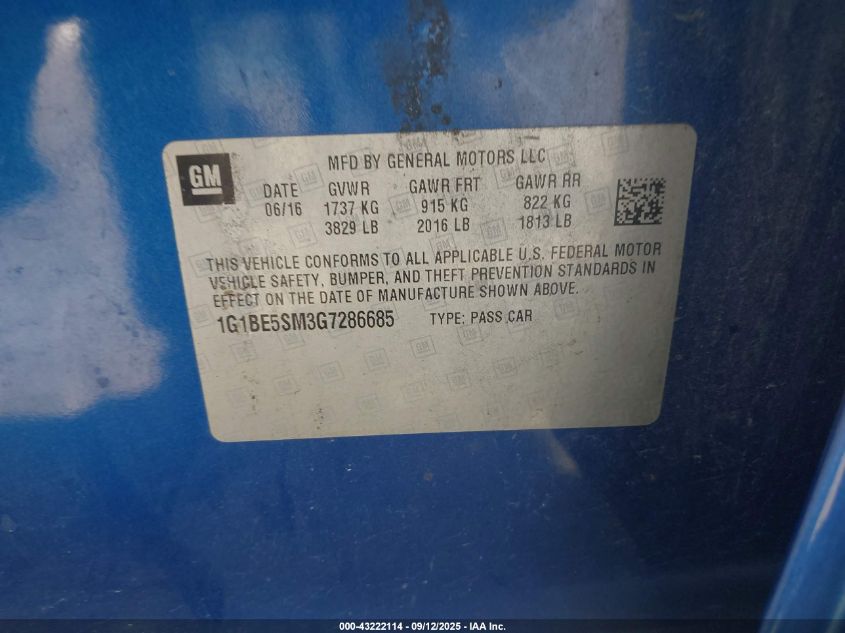 GM
MFD BY GENERAL MOTORS LLC
DATE GVWR GAWR FRT GAWR RR
06/16 1737 KG 915 KG 822 KG
3829 LB 2016 LB 1813 LB
THIS VEHICLE CONFORMS TO ALL APPLICABLE U.S. FEDERAL MOTOR
VEHICLE SAFETY, BUMPER, AND THEFT PREVENTION STANDARDS IN
EFFECT ON THE DATE OF MANUFACTURE SHOWN ABOVE.
1G1BE5SM3G7286685 TYPE: PASS CAR
000-43222114 - 09/12/2025 - IAA Inc.